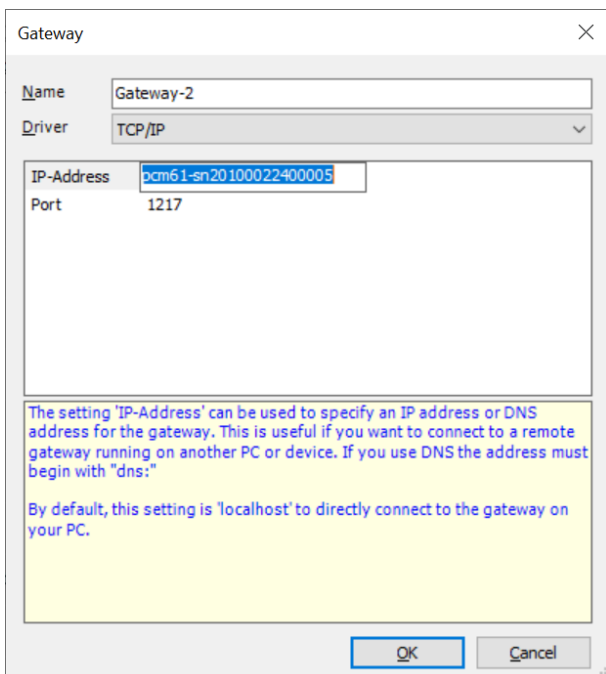 Gateway
Name Gateway-2
Driver TCP/IP
IP-Address pcm61-sn20100022400005
Port 1217
The setting 'IP-Address' can be used to specify an IP address or DNS
address for the gateway. This is useful if you want to connect to a remote
gateway running on another PC or device. If you use DNS the address must
begin with "dns:"
By default, this setting is 'localhost' to directly connect to the gateway on
your PC.
OK Cancel